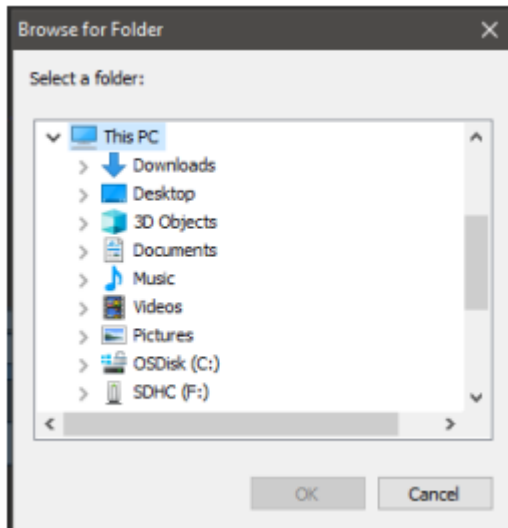 Browse for Folder
Select a folder:
This PC
Downloads
Desktop
3D Objects
Documents
Music
Videos
Pictures
OSDisk (C:)
SDHC (F:)
OK
Cancel